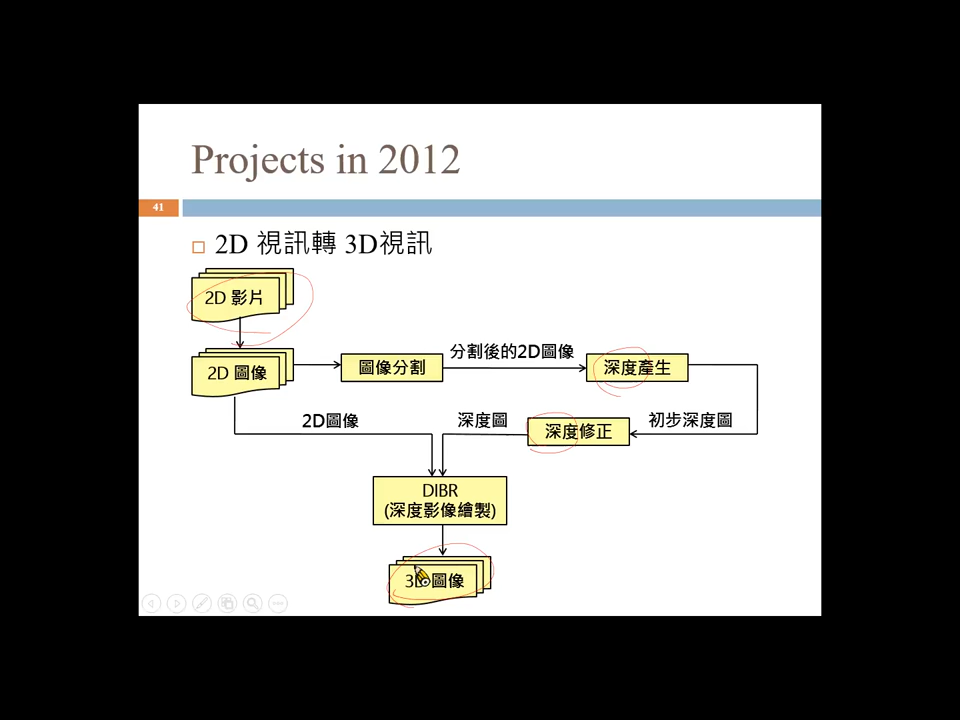 Projects in 2012
41
2D 視訊轉 3D視訊
2D 影片
分割後的2D圖像
2D 圖像
圖像分割
深度產生
2D圖像
深度圖
深度修正
初步深度圖
DIBR
(深度影像繪製)
3D 圖像